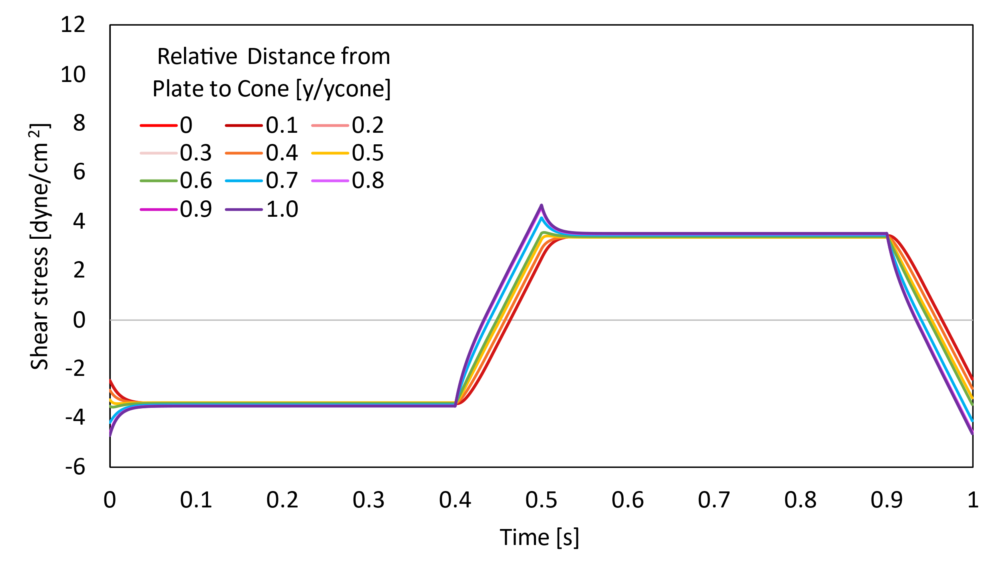 12
10
8
6
4
2
0
-2
-4
-6
Shear stress [dyne/cm²]
Relative Distance from
Plate to Cone [y/ycone]
0 0.1 0.2
0.3 0.4 0.5
0.6 0.7 0.8
0.9 1.0
0 0.1 0.2 0.3 0.4 0.5 0.6 0.7 0.8 0.9 1
Time [s]